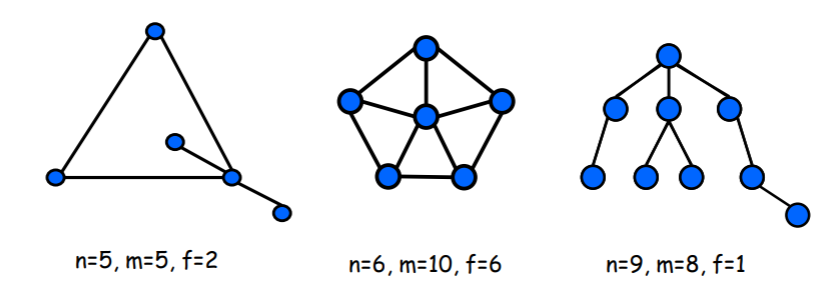 n=5, m=5, f=2
n=6, m=10, f=6
n=9, m=8, f=1